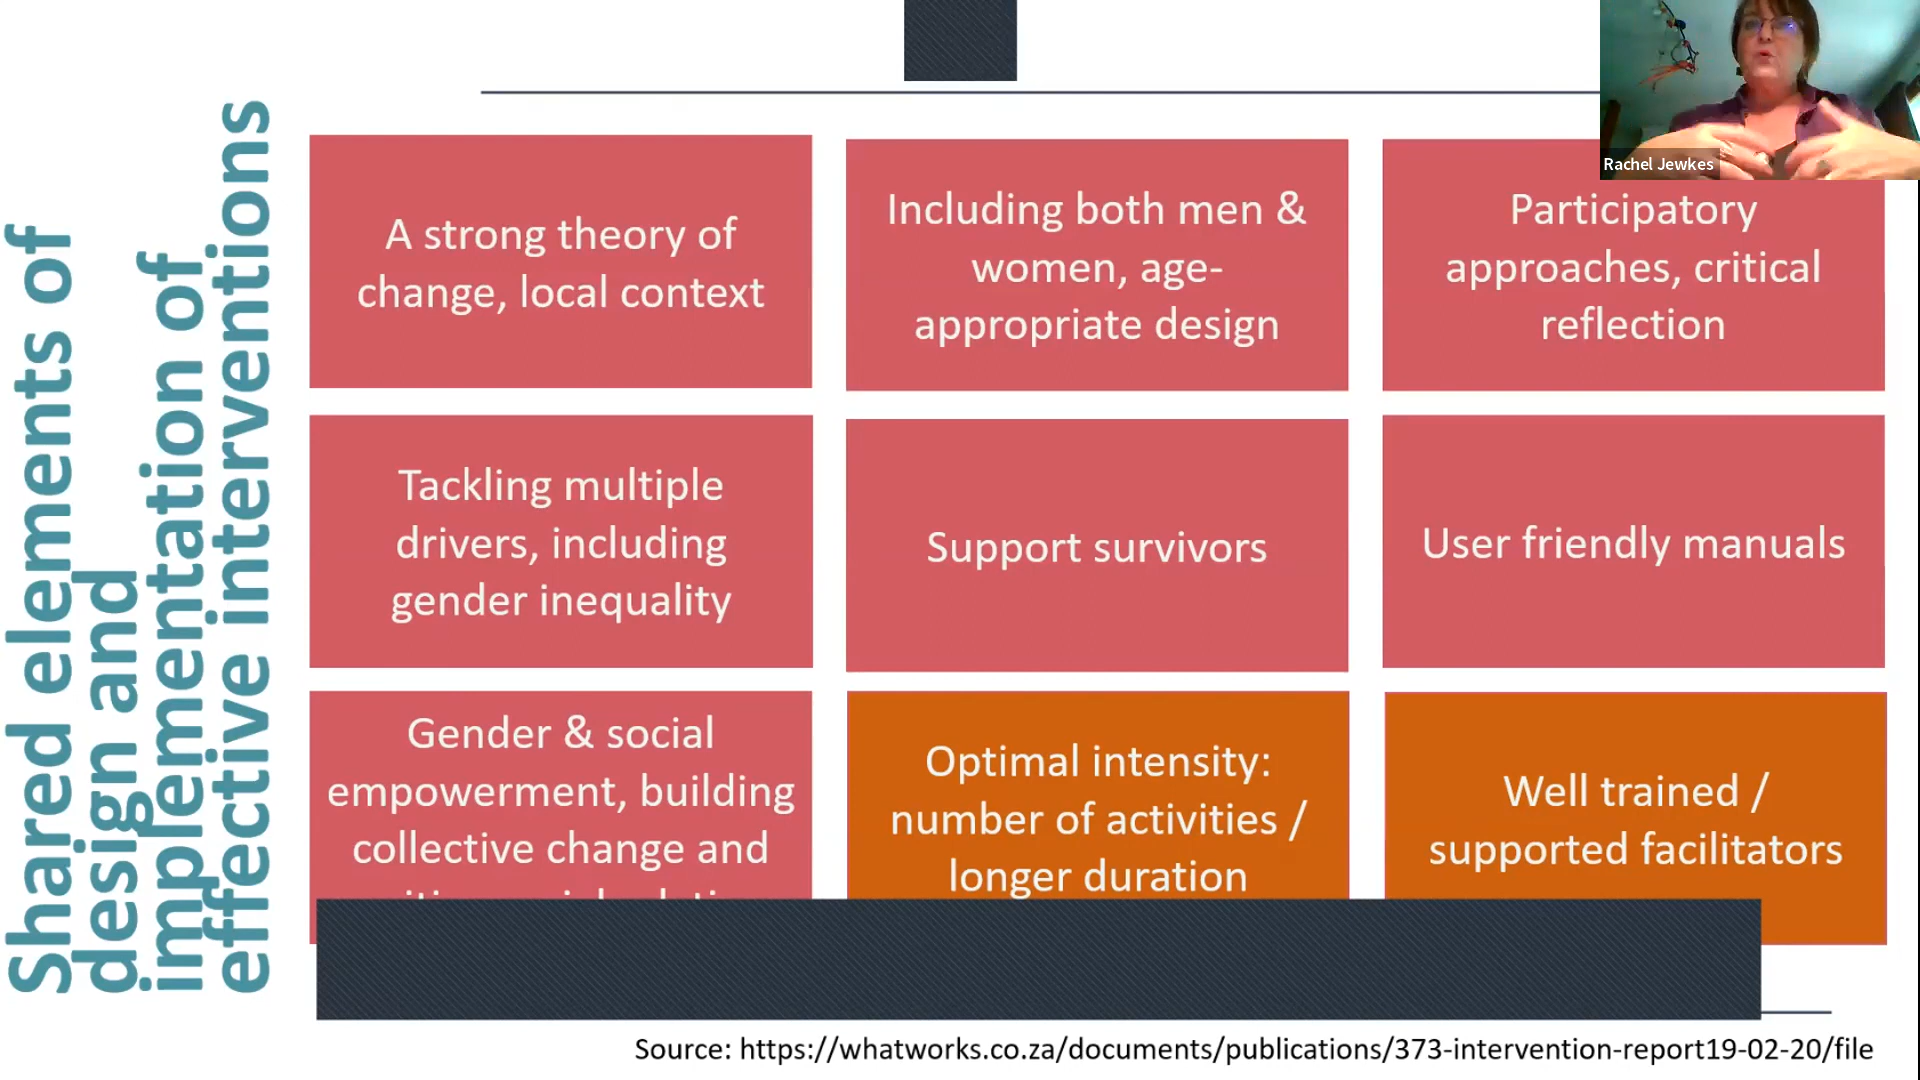 Shared elements of
design and
implementation of
effective interventions
A strong theory of
change, local context
Including both men &
women, age-
appropriate design
Participatory
approaches, critical
reflection
Rachel Jewkes
Tackling multiple
drivers, including
gender inequality
Support survivors
User friendly manuals
Gender & social
empowerment, building
collective change and
Optimal intensity:
number of activities /
longer duration
Well trained /
supported facilitators
Source: https://whatworks.co.za/documents/publications/373-intervention-report19-02-20/file